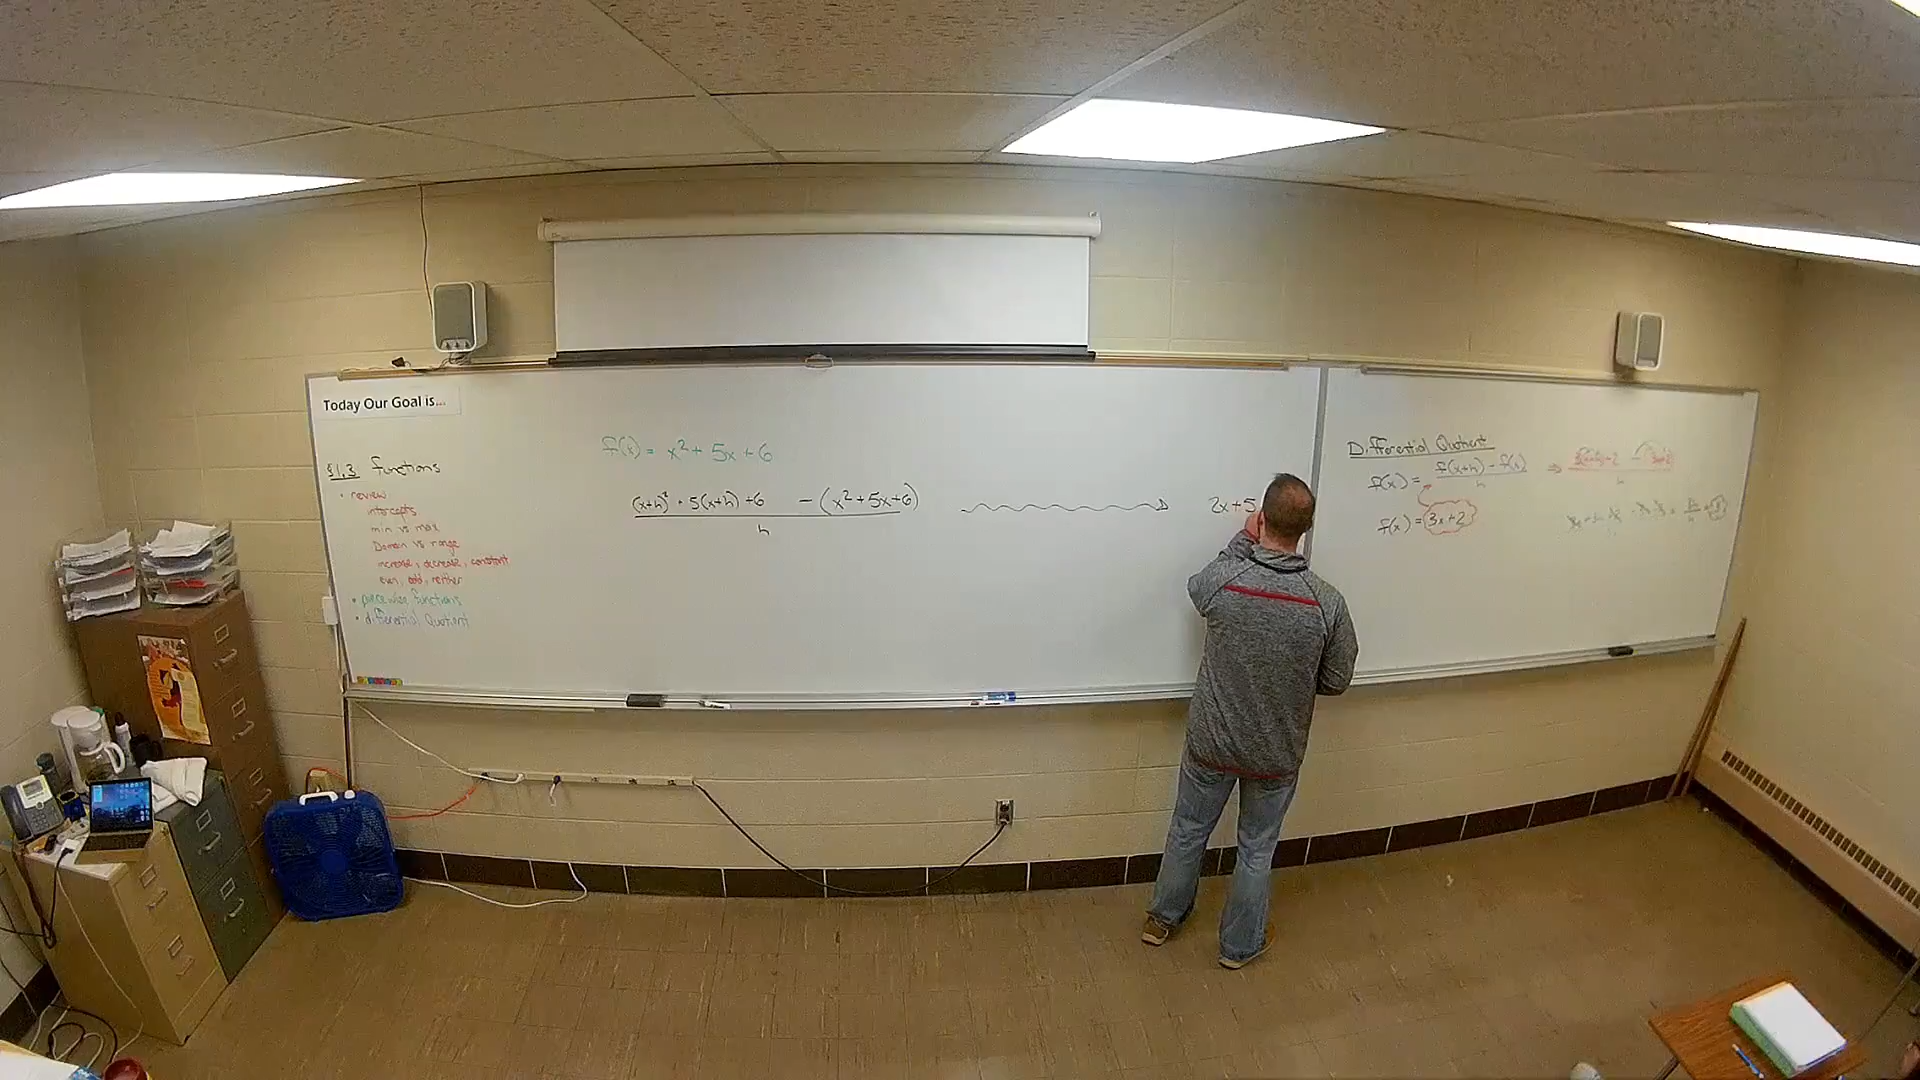 Today Our Goal is...
§1.3 functions
• review
intercepts
min vs max
Domain vs range
increase, decrease, constant
even, odd, neither
• piecewise functions
• differential Quotient
f(x) = x² + 5x + 6
(x+h)² + 5(x+h) + 6 - (x² + 5x + 6)
h
2x + 5
Differential Quotient
f(x) = f(x+h) - f(x)
h
f(x) = 3x+2